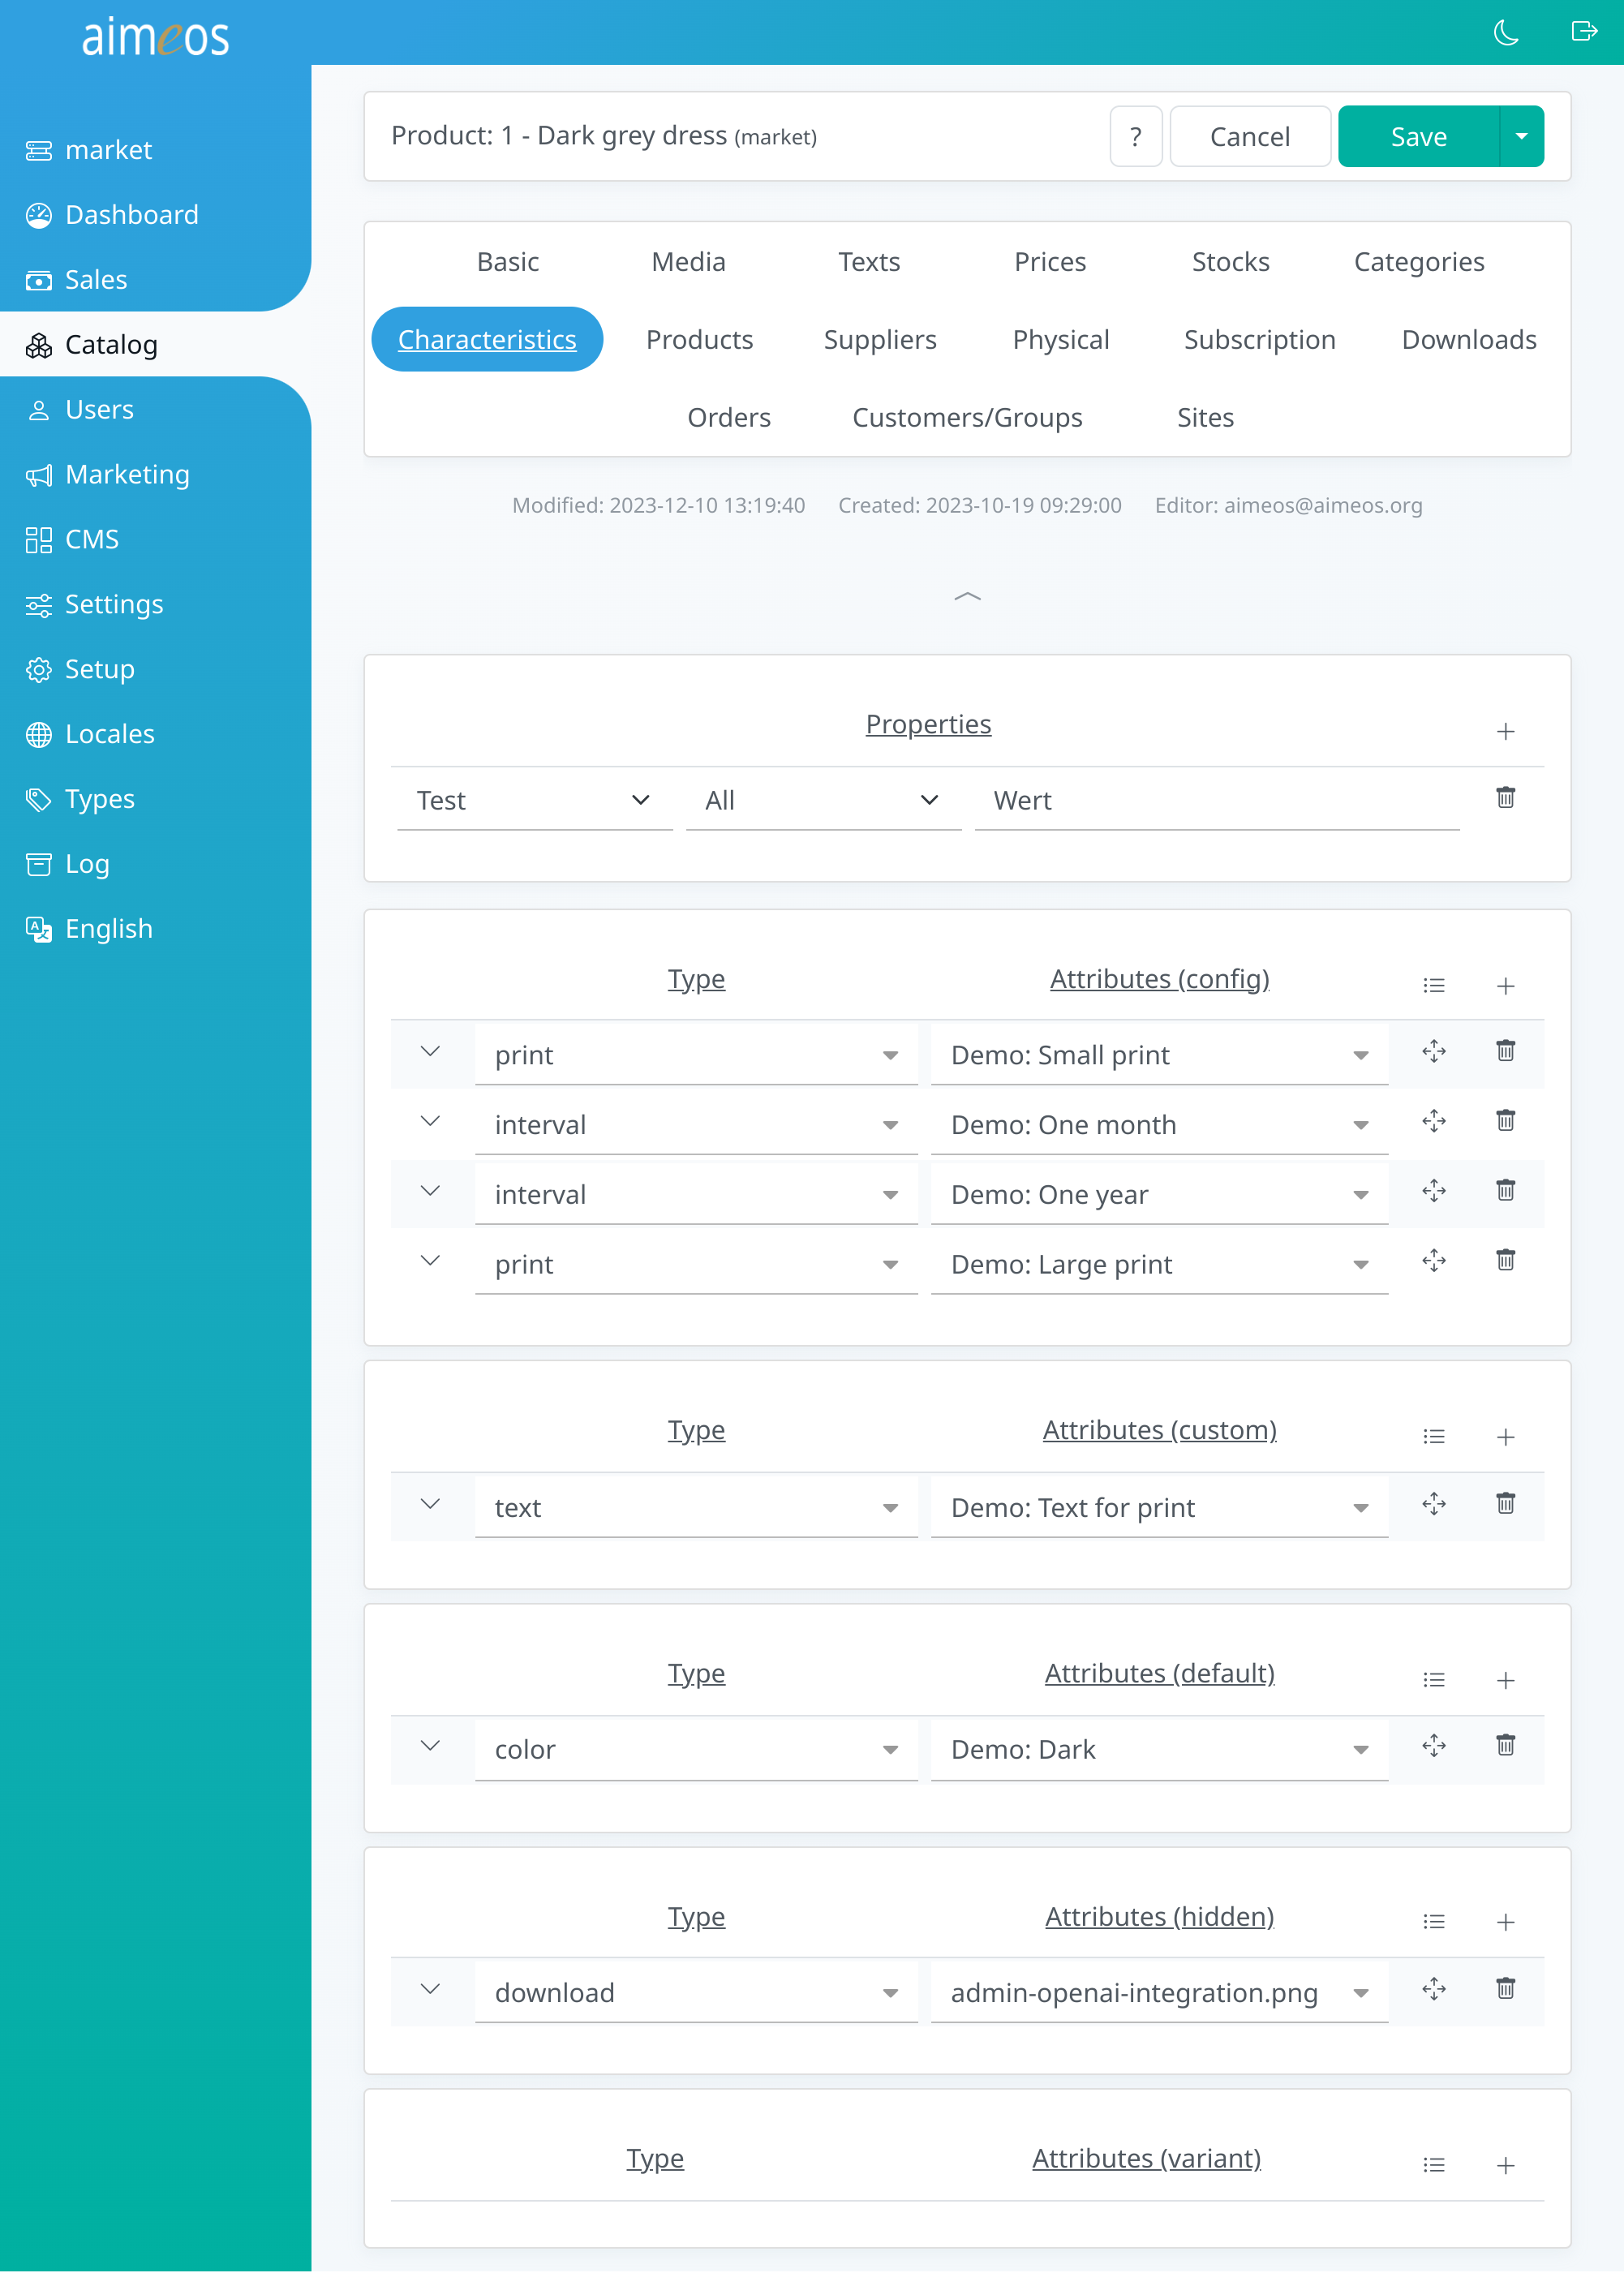 aimeos
market
Dashboard
Sales
Catalog
Users
Marketing
CMS
Settings
Setup
Locales
Types
Log
English
Product: 1 - Dark grey dress (market)
? Cancel Save
Basic Media Texts Prices Stocks Categories
Characteristics Products Suppliers Physical Subscription Downloads
Orders Customers/Groups Sites
Modified: 2023-12-10 13:19:40 Created: 2023-10-19 09:29:00 Editor: aimeos@aimeos.org
Properties
Test All Wert
Type Attributes (config)
print Demo: Small print
interval Demo: One month
interval Demo: One year
print Demo: Large print
Type Attributes (custom)
text Demo: Text for print
Type Attributes (default)
color Demo: Dark
Type Attributes (hidden)
download admin-openai-integration.png
Type Attributes (variant)